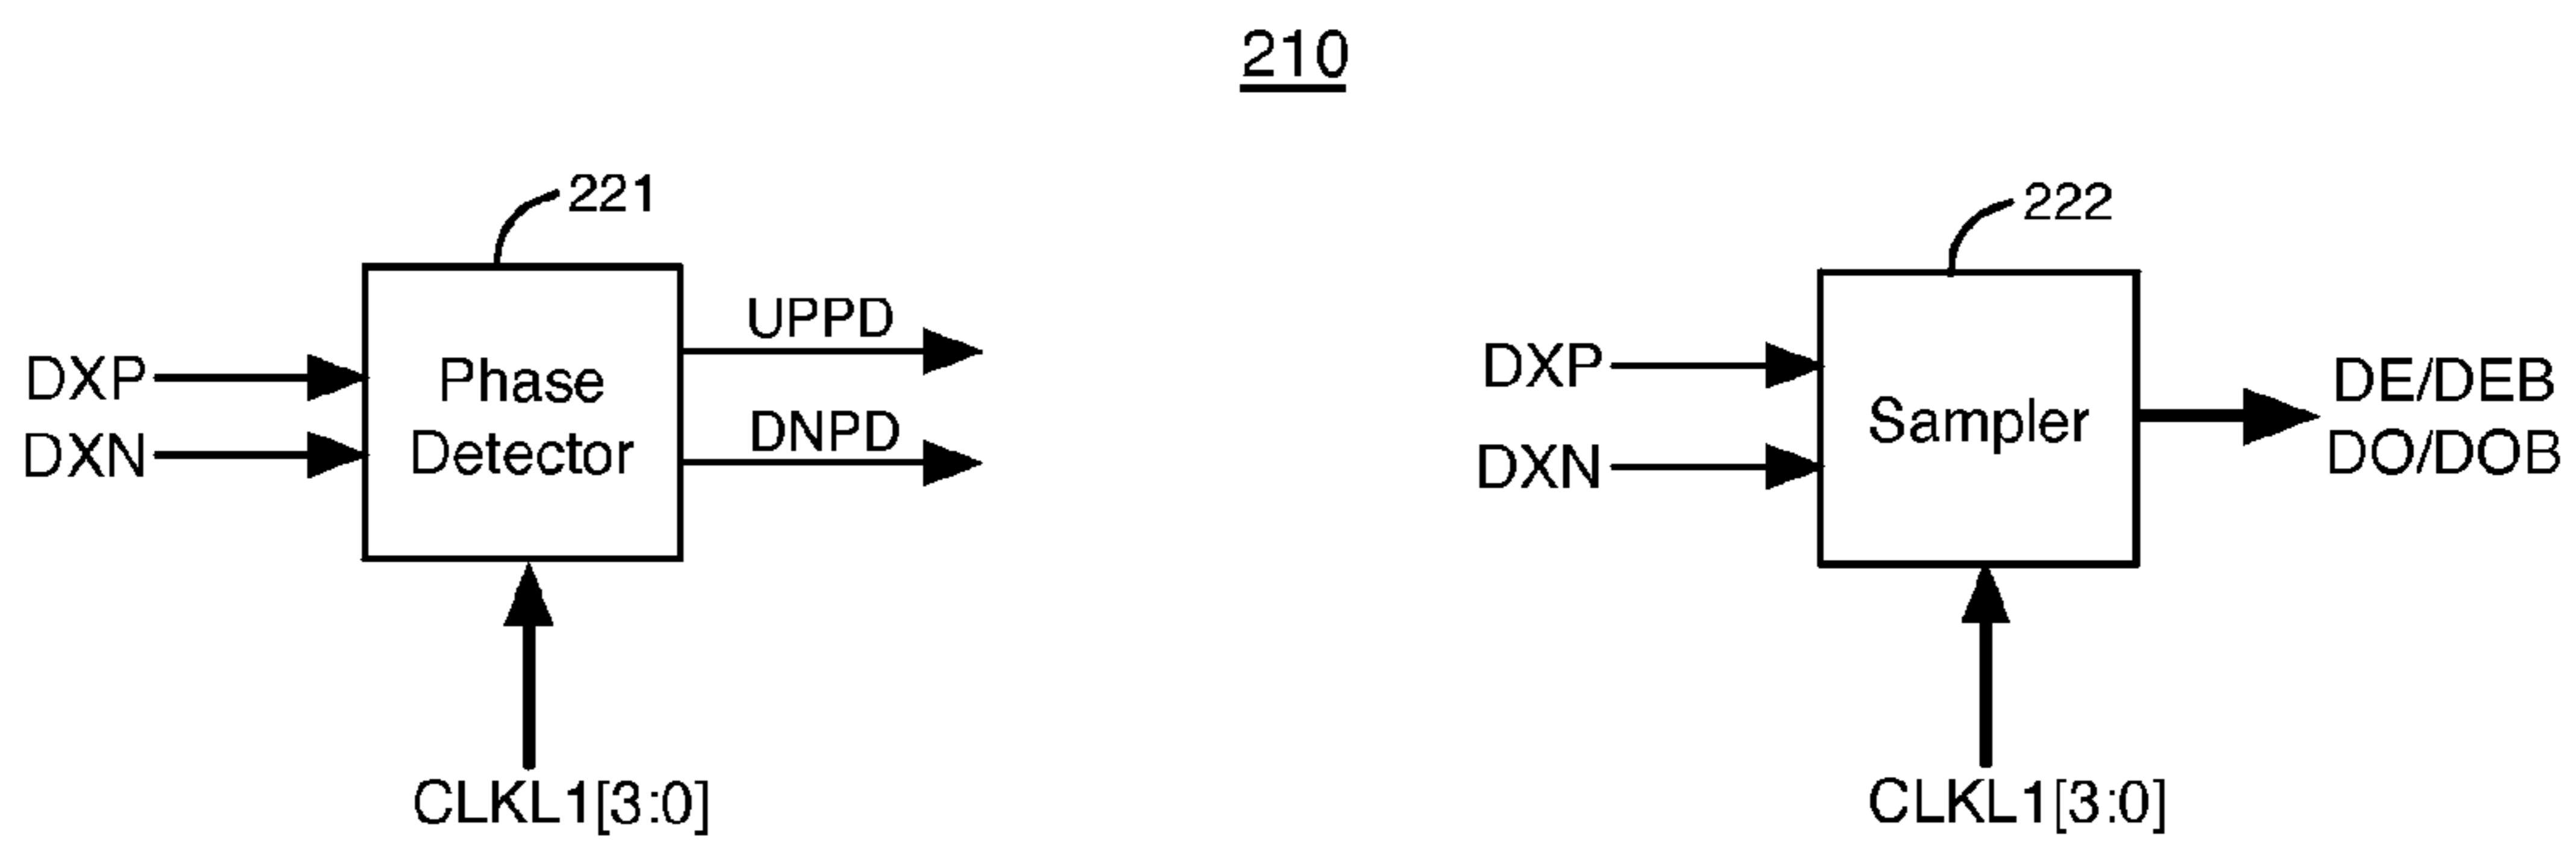 210
221
UPPD
DXP
Phase
Detector
DXN
DNPD
CLKL1[3:0]
222
DXP
Sampler
DXN
DE/DEB
DO/DOB
CLKL1[3:0]